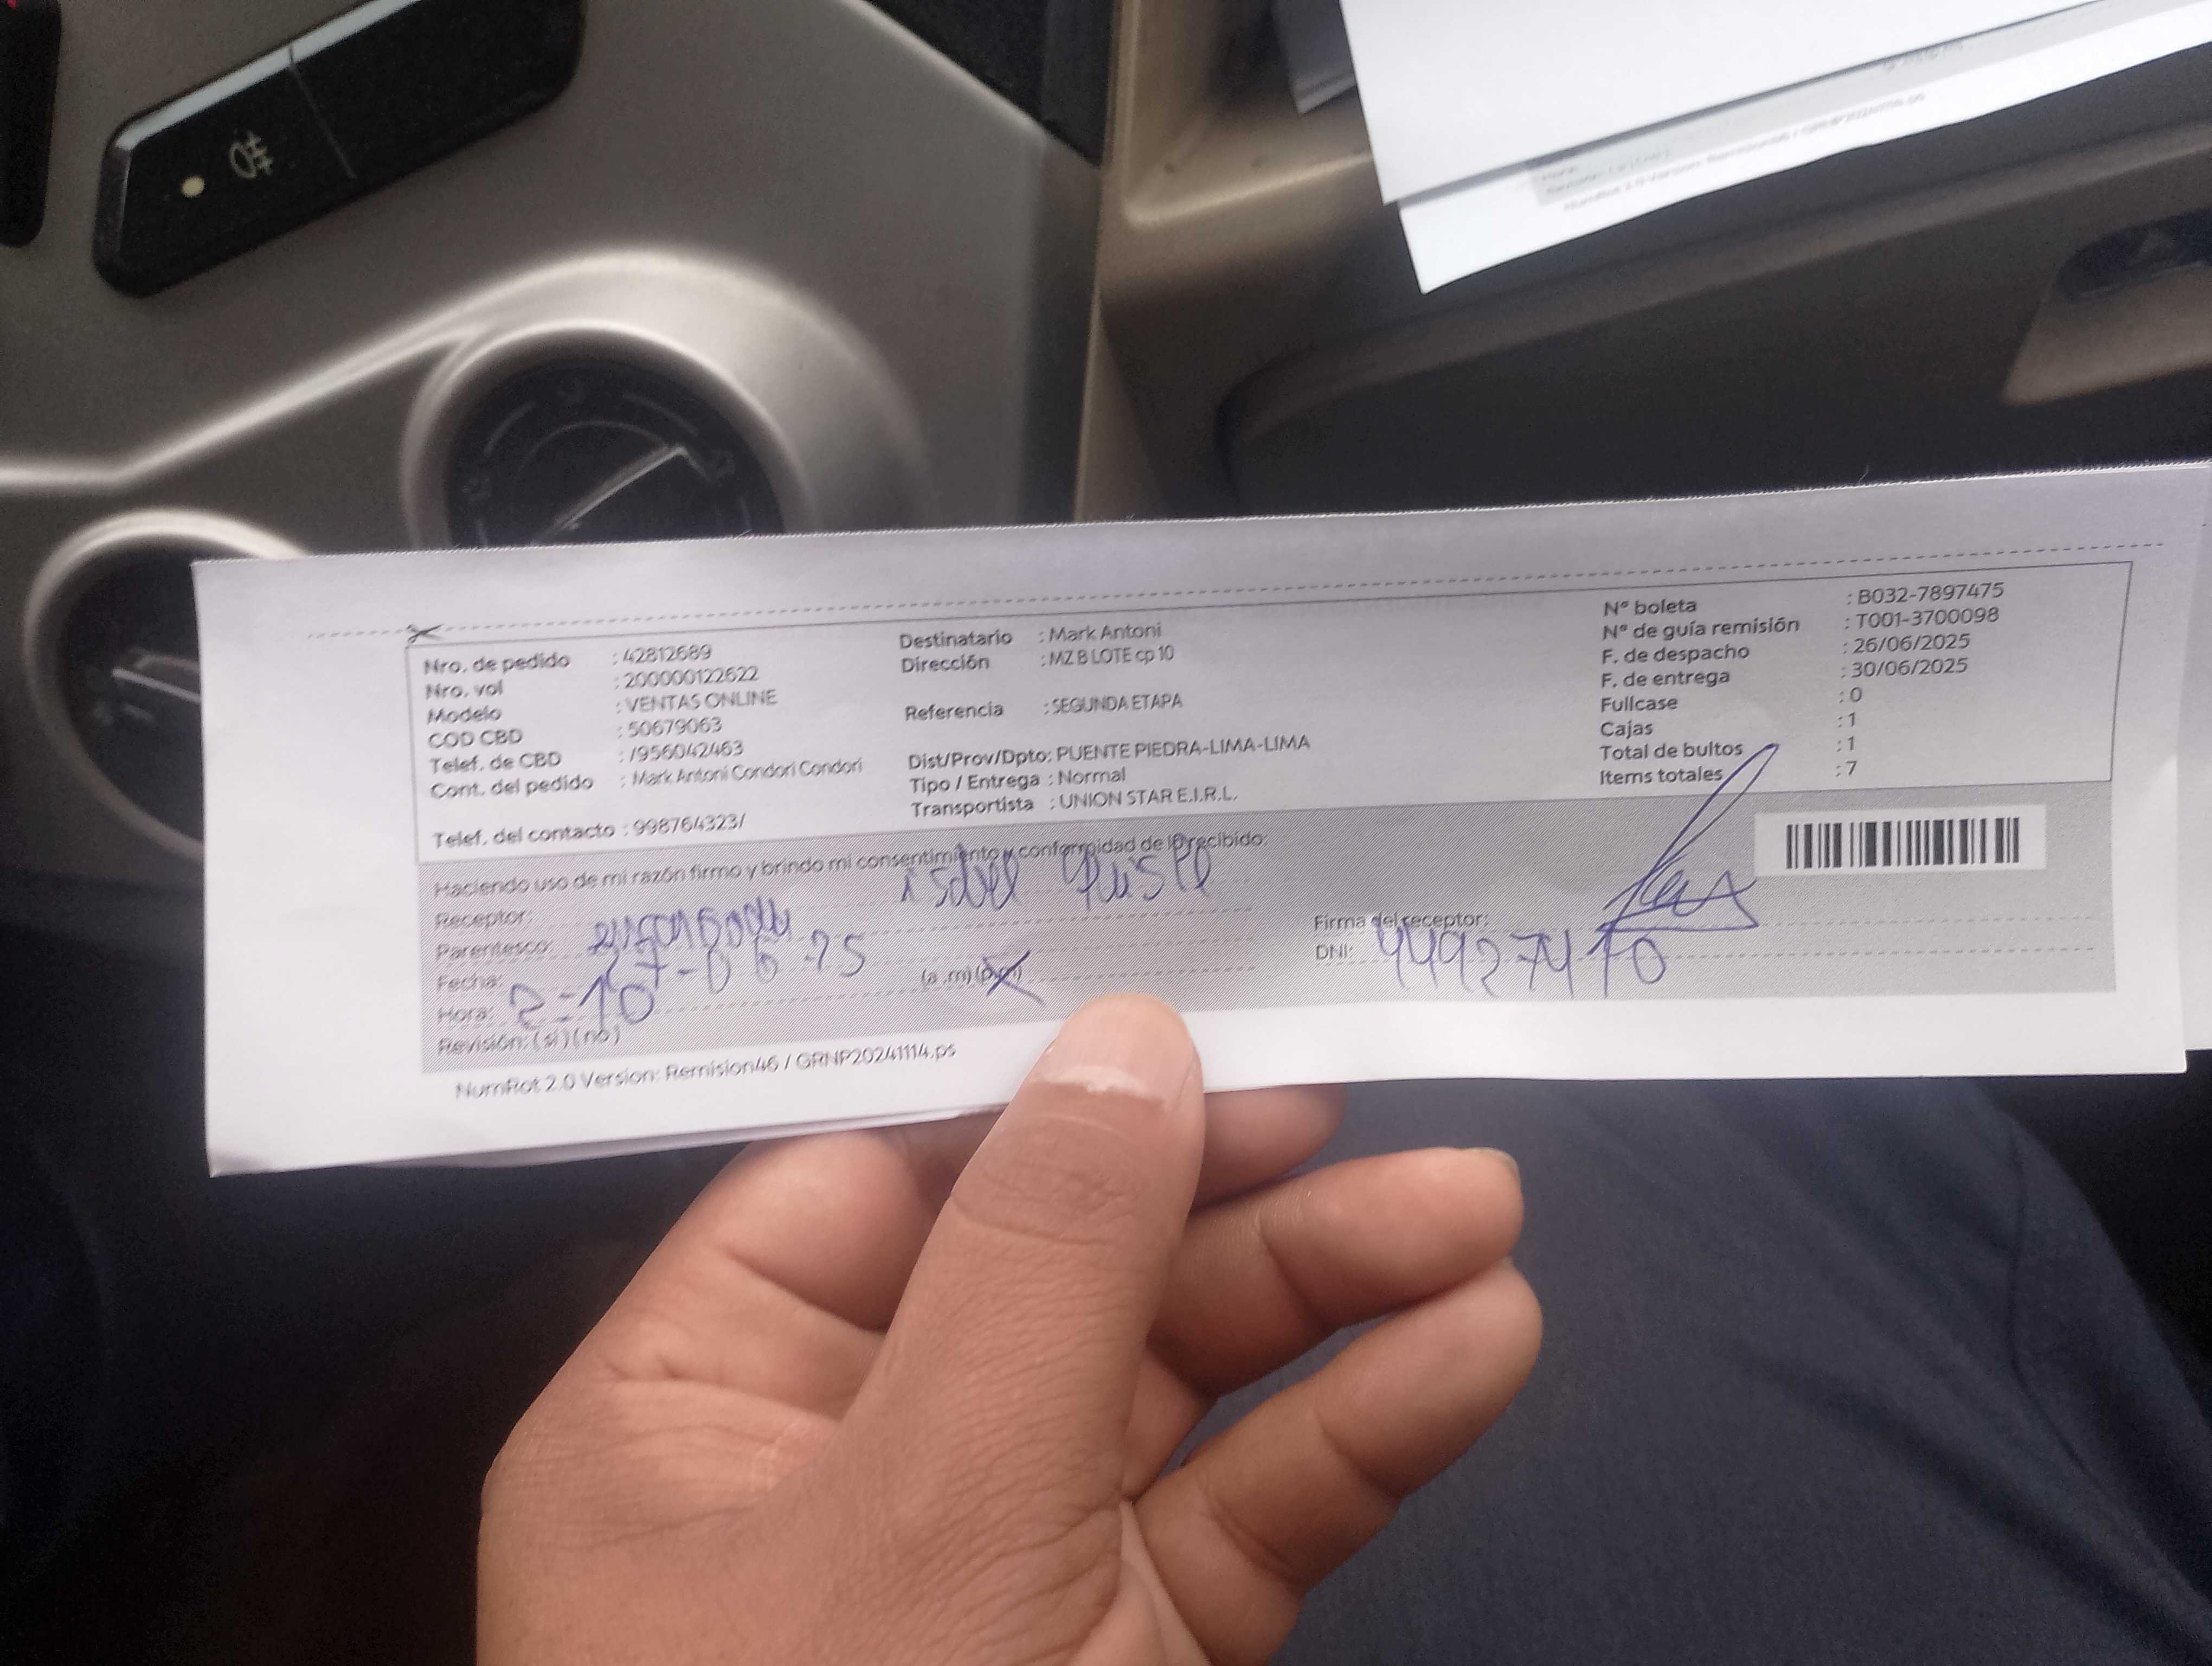 Nro. de pedido : 42812689
Nro. vol : 200000122622
Modelo : VENTAS ONLINE
COD CBD : 50679063
Telef. de CBD : /956042463
Cont. del pedido : Mark Antoni Condori Condori
Telef. del contacto : 998764323/
Destinatario : Mark Antoni
Dirección : MZ B LOTE cp 10
Referencia : SEGUNDA ETAPA
Dist/Prov/Dpto: PUENTE PIEDRA-LIMA-LIMA
Tipo / Entrega : Normal
Transportista : UNION STAR E.I.R.L.
N° boleta : B032-7897475
N° de guía remisión : T001-3700098
F. de despacho : 26/06/2025
F. de entrega : 30/06/2025
Fullcase : 0
Cajas : 1
Total de bultos : 1
Items totales : 7
Haciendo uso de mi razón firmo y brindo mi consentimiento y conformidad de lo recibido:
Receptor: isabel
Parentesco:
Fecha:
Hora: 2=10 (a.m)(p.m)
Revisión: (si) (no)
Firma del receptor:
DNI: 44927410
NumRot 2.0 Version: Remision46 / GRNP20241114.ps